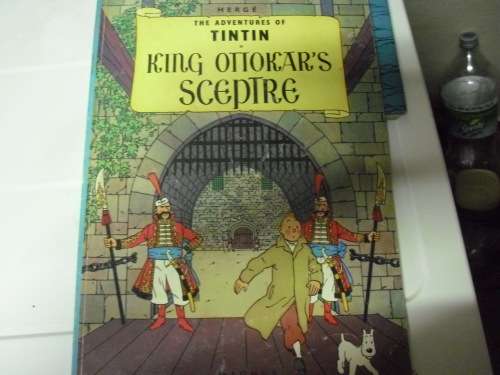 HERGÉ
THE ADVENTURES OF
TINTIN
KING OTTOKAR'S
SCEPTRE